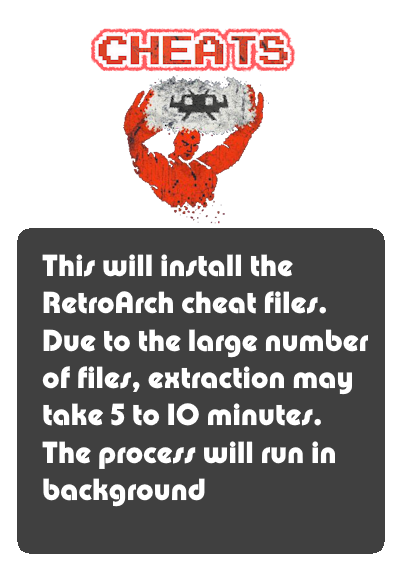 CHEATS
This will install the
RetroArch cheat files.
Due to the large number
of files, extraction may
take 5 to 10 minutes.
The process will run in
background